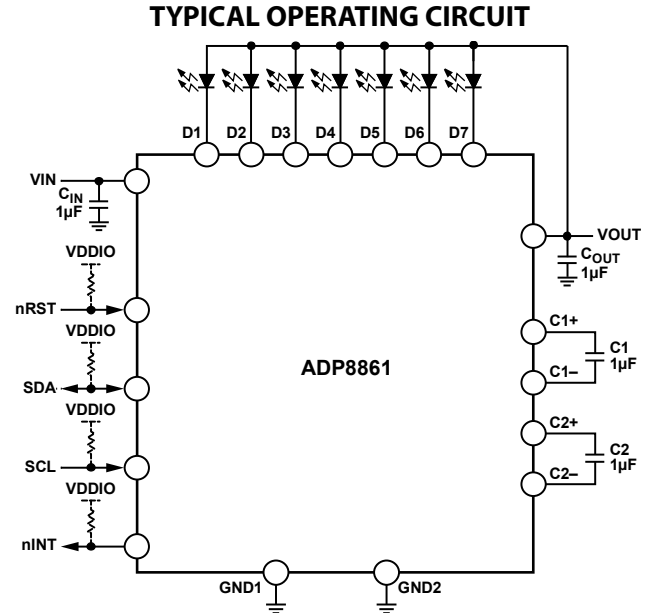 TYPICAL OPERATING CIRCUIT
D1 D2 D3 D4 D5 D6 D7
VIN
CIN
1µF
VOUT
COUT
1µF
VDDIO
nRST
VDDIO
SDA
VDDIO
SCL
VDDIO
nINT
ADP8861
C1+
C1
1µF
C1–
C2+
C2
1µF
C2–
GND1
GND2